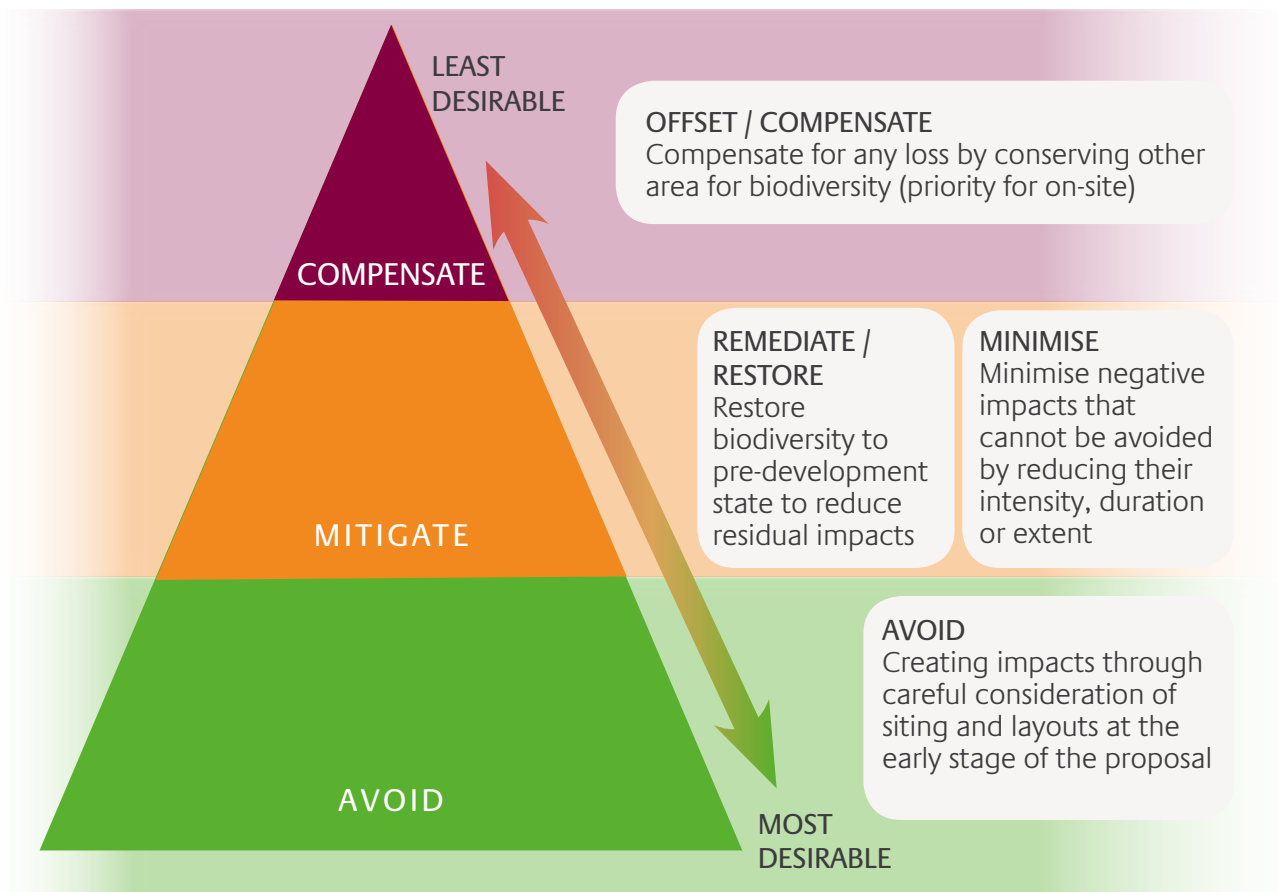 LEAST
DESIRABLE
OFFSET / COMPENSATE
Compensate for any loss by conserving other
area for biodiversity (priority for on-site)
COMPENSATE
REMEDIATE /
RESTORE
Restore
biodiversity to
pre-development
state to reduce
residual impacts
MINIMISE
Minimise negative
impacts that
cannot be avoided
by reducing their
intensity, duration
or extent
MITIGATE
AVOID
Creating impacts through
careful consideration of
siting and layouts at the
early stage of the proposal
AVOID
MOST
DESIRABLE